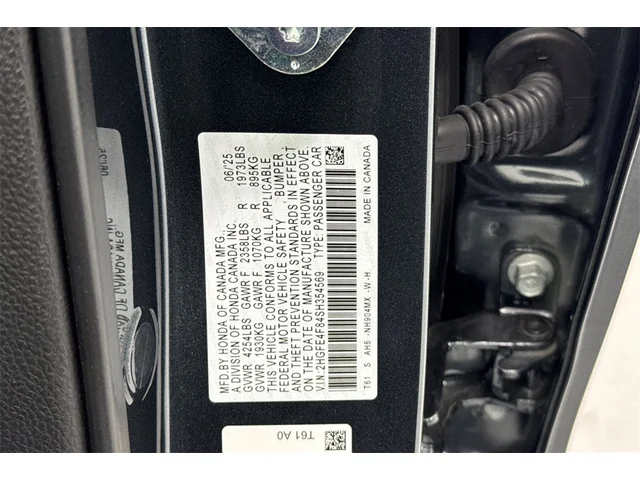 MFD.BY HONDA OF CANADA MFG. 06/25
A DIVISION OF HONDA CANADA INC.
GVWR 4254LBS GAWR F 2358LBS R 1973LBS
GVWR 1930KG GAWR F 1070KG R 895KG
THIS VEHICLE CONFORMS TO ALL APPLICABLE
FEDERAL MOTOR VEHICLE SAFETY , BUMPER ,
AND THEFT PREVENTION STANDARDS IN EFFECT
ON THE DATE OF MANUFACTURE SHOWN ABOVE.
VIN:2HGFE4F84SH354569 TYPE:PASSENGER CAR
T61 S AH6 -NH904MX -W-H MADE IN CANADA
T61 A0